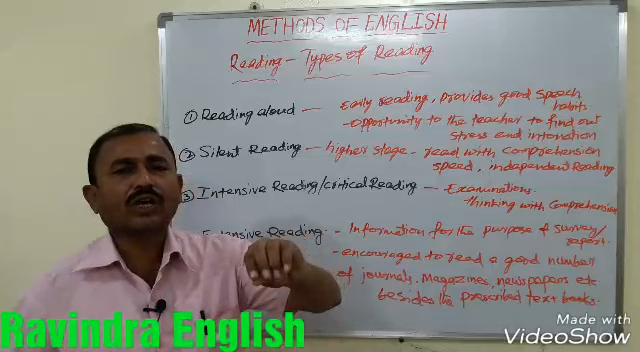 METHODS OF ENGLISH
Reading - Types of Reading
① Reading aloud - Early reading, Provides good speech
habits
- Opportunity to the teacher to find out
stress and intonation
② Silent Reading - higher stage - read with comprehension
speed, independent Reading
③ Intensive Reading/critical Reading - Examinations.
thinking with comprehension
Extensive Reading - Information for the purpose of survey/
report.
- encouraged to read a good number
of journals, Magazines, newspapers etc
besides the prescribed text books.
Ravindra English
Made with
VideoShow